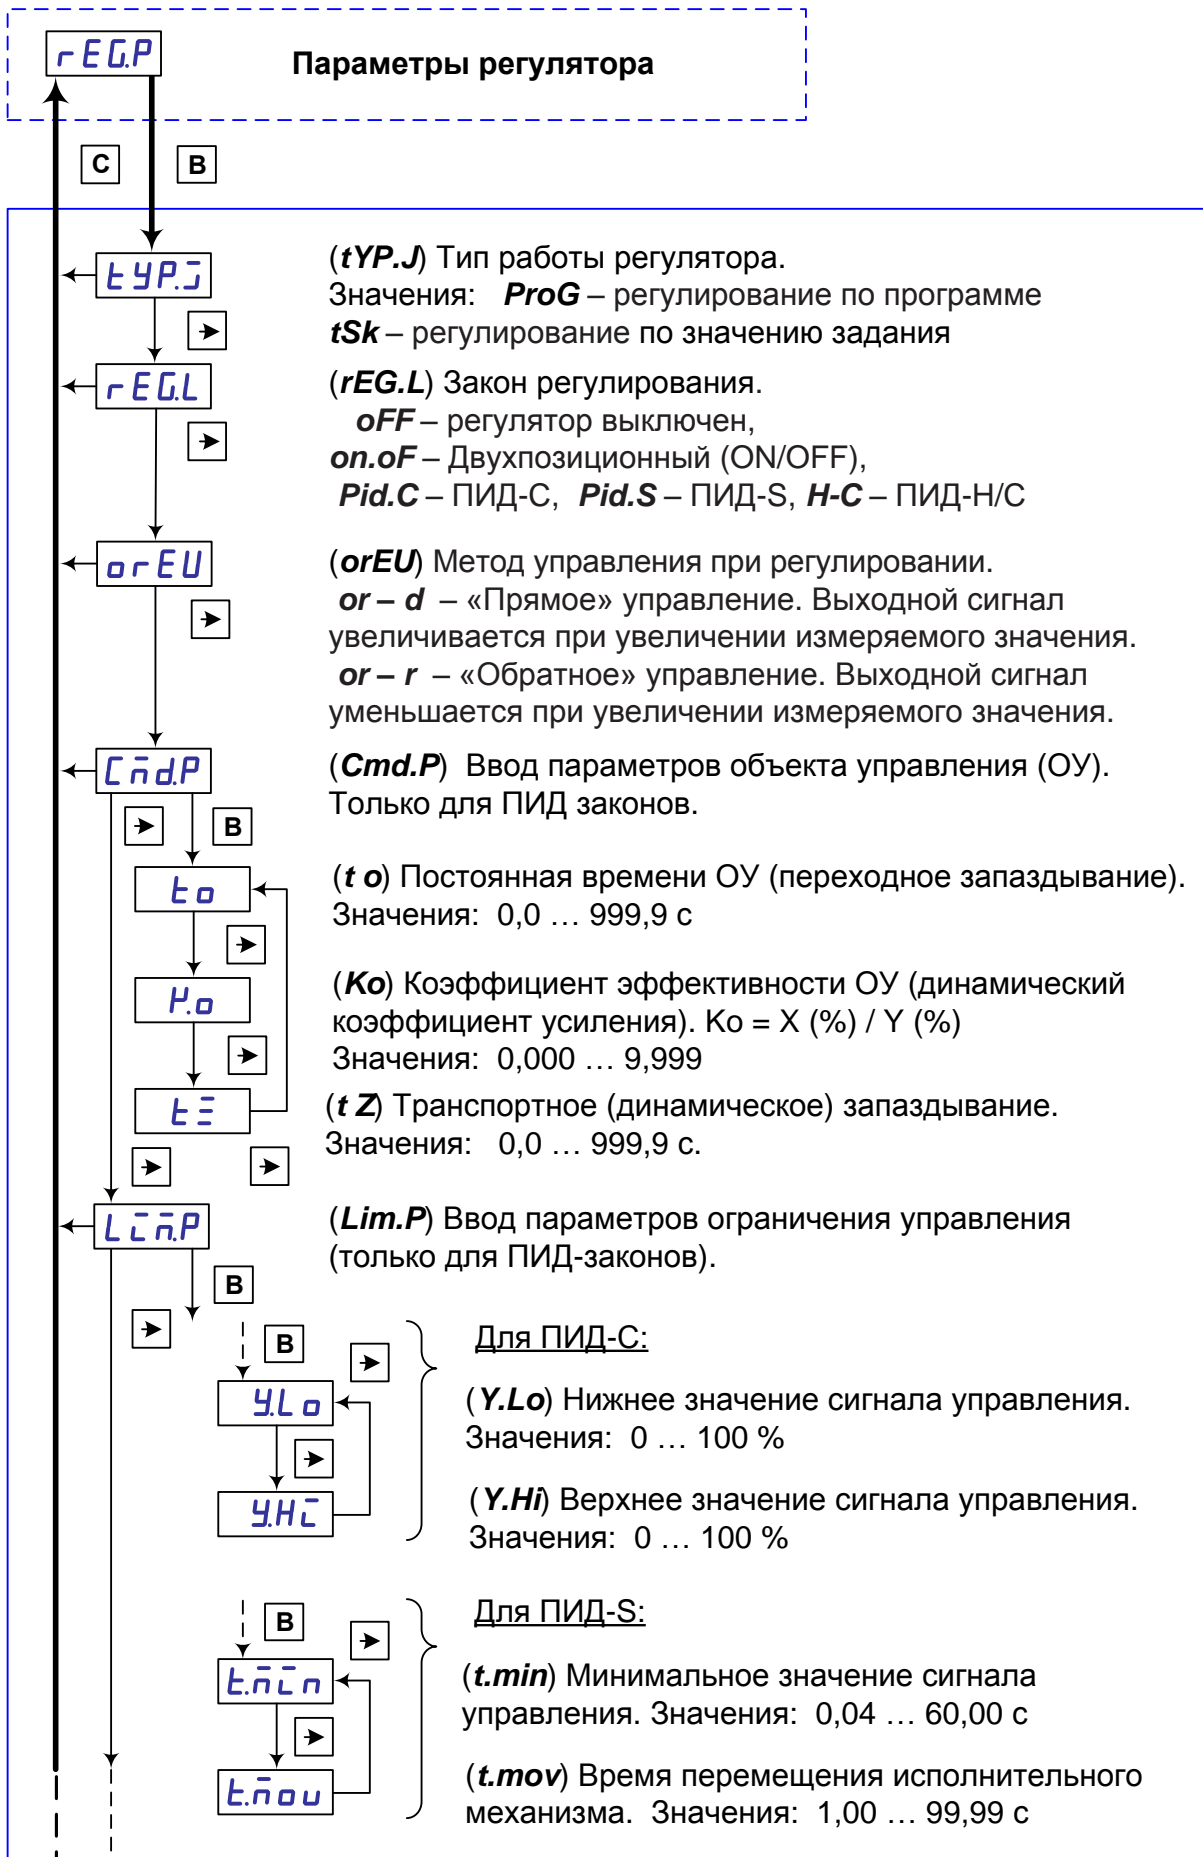 rEG.P
Параметры регулятора
C B
tYP.J
(tYP.J) Тип работы регулятора.
Значения: ProG – регулирование по программе
tSk – регулирование по значению задания
rEG.L
(rEG.L) Закон регулирования.
oFF – регулятор выключен,
on.oF – Двухпозиционный (ON/OFF),
Pid.C – ПИД-С, Pid.S – ПИД-S, H-C – ПИД-Н/С
orEU
(orEU) Метод управления при регулировании.
or – d – «Прямое» управление. Выходной сигнал
увеличивается при увеличении измеряемого значения.
or – r – «Обратное» управление. Выходной сигнал
уменьшается при увеличении измеряемого значения.
Cmd.P
(Cmd.P) Ввод параметров объекта управления (ОУ).
Только для ПИД законов.
B
t o
(t o) Постоянная времени ОУ (переходное запаздывание).
Значения: 0,0 … 999,9 с
K.o
(Ko) Коэффициент эффективности ОУ (динамический
коэффициент усиления). Ko = X (%) / Y (%)
Значения: 0,000 … 9,999
t Z
(t Z) Транспортное (динамическое) запаздывание.
Значения: 0,0 … 999,9 с.
Lim.P
(Lim.P) Ввод параметров ограничения управления
(только для ПИД-законов).
B
B
Для ПИД-С:
Y.Lo
(Y.Lo) Нижнее значение сигнала управления.
Значения: 0 … 100 %
Y.Hi
(Y.Hi) Верхнее значение сигнала управления.
Значения: 0 … 100 %
B
Для ПИД-S:
t.min
(t.min) Минимальное значение сигнала
управления. Значения: 0,04 … 60,00 с
t.mov
(t.mov) Время перемещения исполнительного
механизма. Значения: 1,00 … 99,99 с